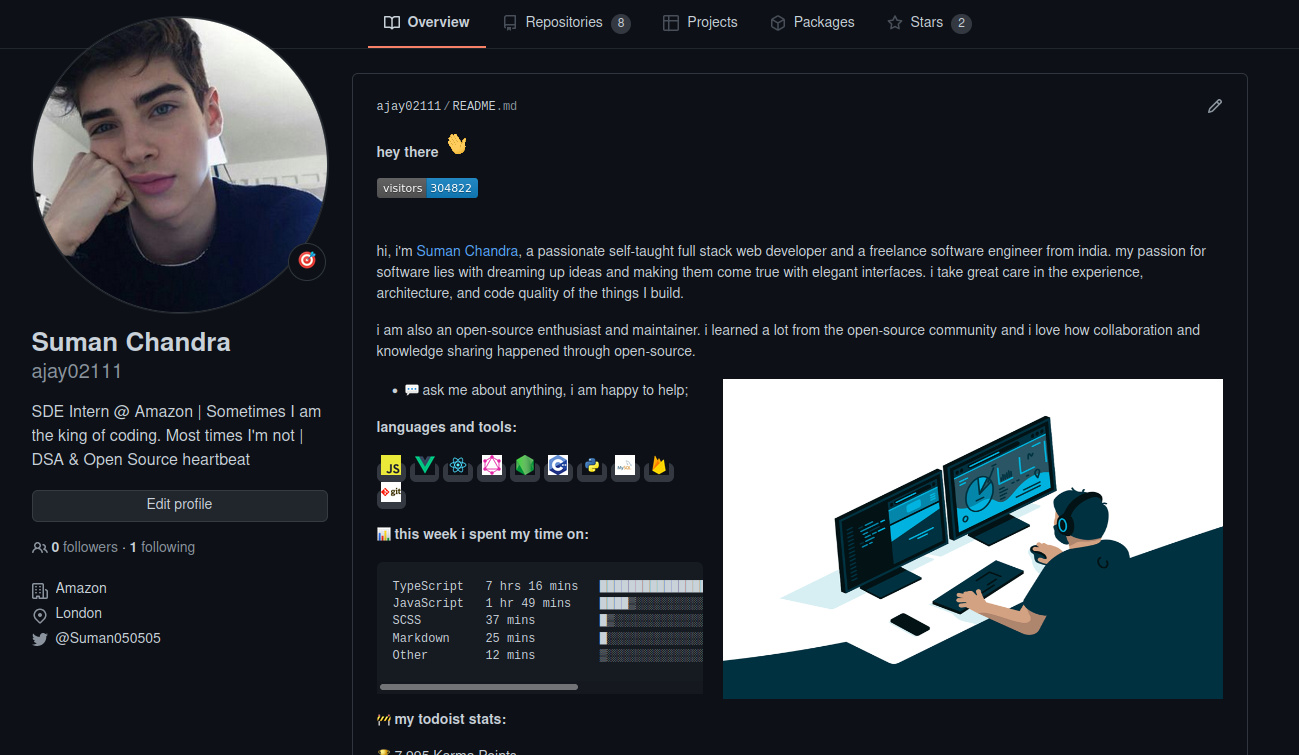 Overview
Repositories 8
Projects
Packages
Stars 2
Suman Chandra
ajay02111
SDE Intern @ Amazon | Sometimes I am
the king of coding. Most times I'm not |
DSA & Open Source heartbeat
Edit profile
0 followers · 1 following
Amazon
London
@Suman050505
ajay02111/README.md
hey there 👋
visitors 304822
hi, i'm Suman Chandra, a passionate self-taught full stack web developer and a freelance software engineer from india. my passion for
software lies with dreaming up ideas and making them come true with elegant interfaces. i take great care in the experience,
architecture, and code quality of the things I build.
i am also an open-source enthusiast and maintainer. i learned a lot from the open-source community and i love how collaboration and
knowledge sharing happened through open-source.
• 💬 ask me about anything, i am happy to help;
languages and tools:
JS
MySQL
git
📊 this week i spent my time on:
TypeScript 7 hrs 16 mins
JavaScript 1 hr 49 mins
SCSS 37 mins
Markdown 25 mins
Other 12 mins
🚧 my todoist stats:
🏆 7,995 Karma Points